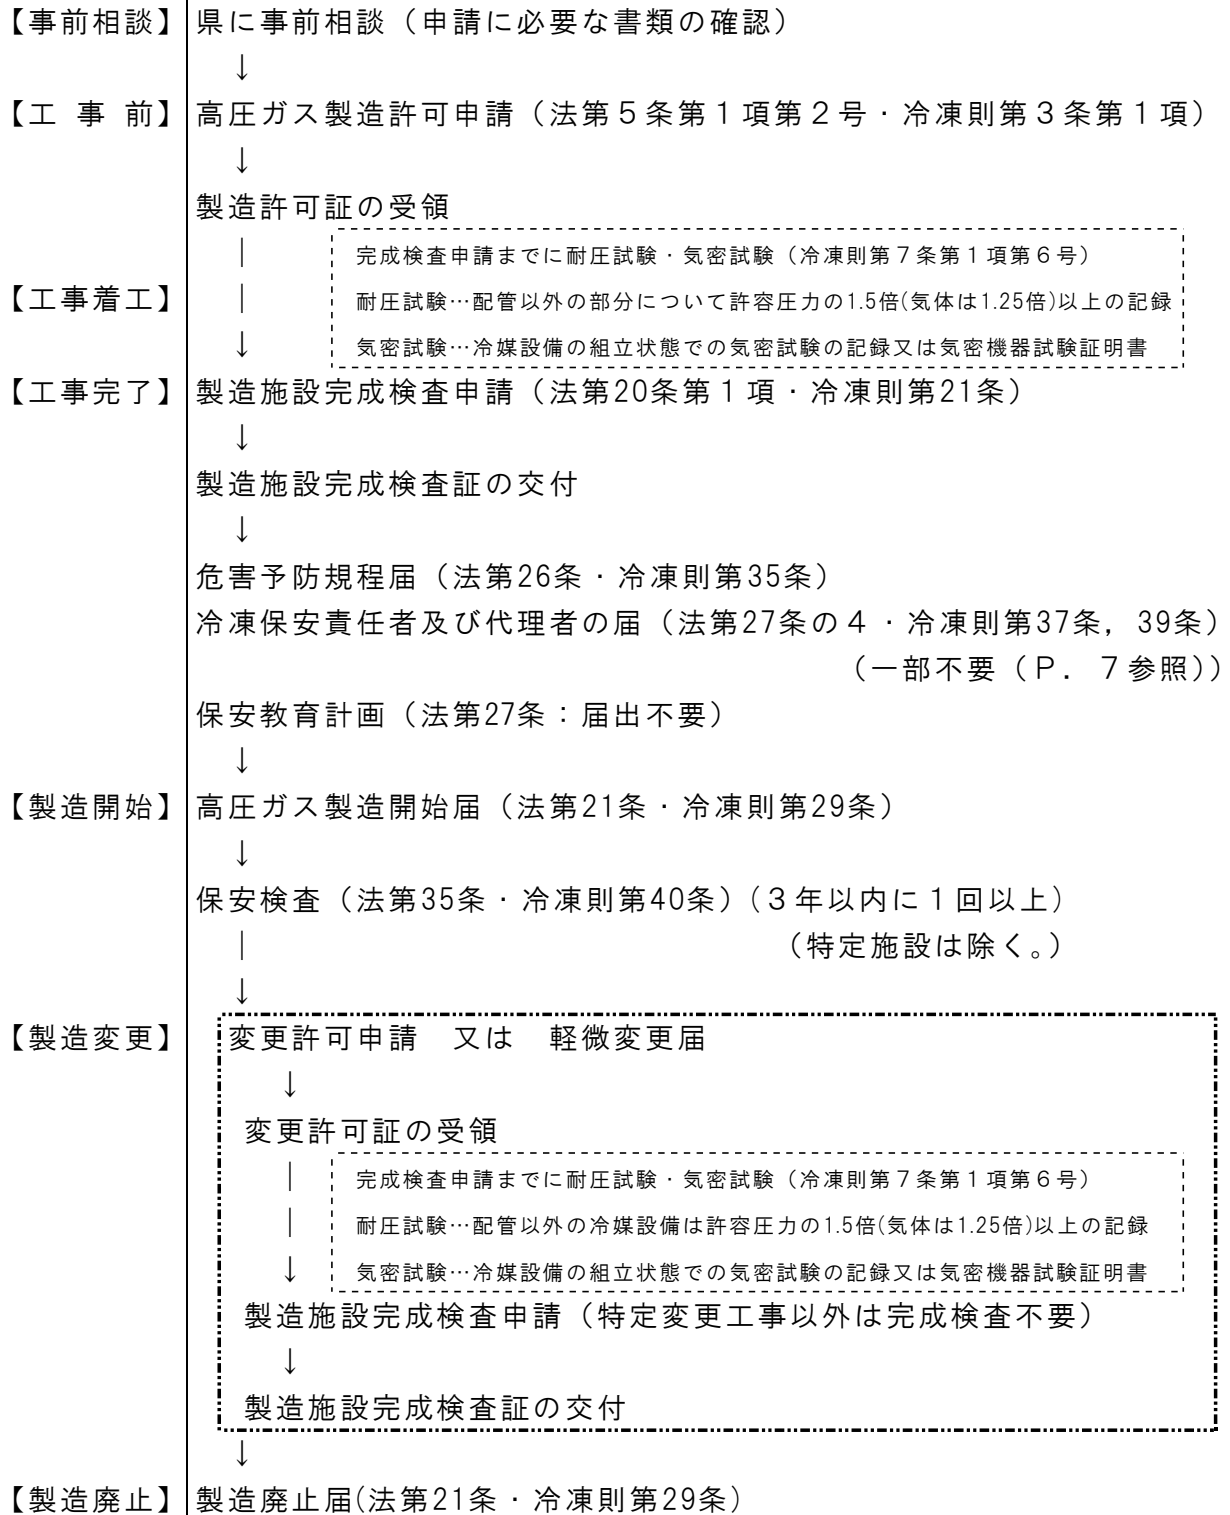 【事前相談】県に事前相談（申請に必要な書類の確認）
↓
【工　事　前】高圧ガス製造許可申請（法第５条第１項第２号・冷凍則第３条第１項）
↓
製造許可証の受領
｜ 完成検査申請までに耐圧試験・気密試験（冷凍則第７条第１項第６号）
【工事着工】｜ 耐圧試験…配管以外の部分について許容圧力の1.5倍(気体は1.25倍)以上の記録
↓ 気密試験…冷媒設備の組立状態での気密試験の記録又は気密機器試験証明書
【工事完了】製造施設完成検査申請（法第20条第１項・冷凍則第21条）
↓
製造施設完成検査証の交付
↓
危害予防規程届（法第26条・冷凍則第35条）
冷凍保安責任者及び代理者の届（法第27条の４・冷凍則第37条，39条）
（一部不要（Ｐ．７参照））
保安教育計画（法第27条：届出不要）
↓
【製造開始】高圧ガス製造開始届（法第21条・冷凍則第29条）
↓
保安検査（法第35条・冷凍則第40条）（３年以内に１回以上）
｜ （特定施設は除く。）
↓
【製造変更】変更許可申請　又は　軽微変更届
↓
変更許可証の受領
｜ 完成検査申請までに耐圧試験・気密試験（冷凍則第７条第１項第６号）
｜ 耐圧試験…配管以外の冷媒設備は許容圧力の1.5倍(気体は1.25倍)以上の記録
↓ 気密試験…冷媒設備の組立状態での気密試験の記録又は気密機器試験証明書
製造施設完成検査申請（特定変更工事以外は完成検査不要）
↓
製造施設完成検査証の交付
↓
【製造廃止】製造廃止届(法第21条・冷凍則第29条)